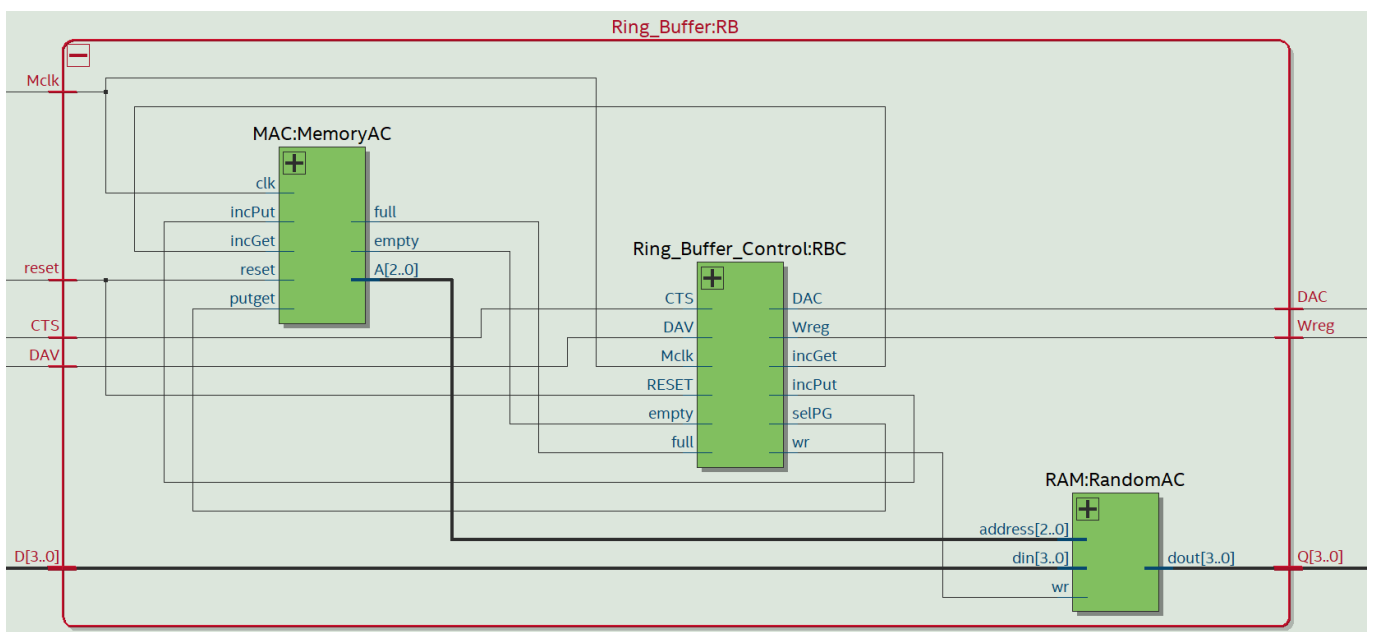 Ring_Buffer:RB
Mclk
MAC:MemoryAC
clk
incPut
full
incGet
empty
reset
reset
A[2..0]
putget
Ring_Buffer_Control:RBC
CTS
DAV
CTS
DAC
DAC
DAV
Wreg
Wreg
Mclk
incGet
RESET
incPut
empty
selPG
full
wr
RAM:RandomAC
address[2..0]
D[3..0]
din[3..0]
dout[3..0]
Q[3..0]
wr